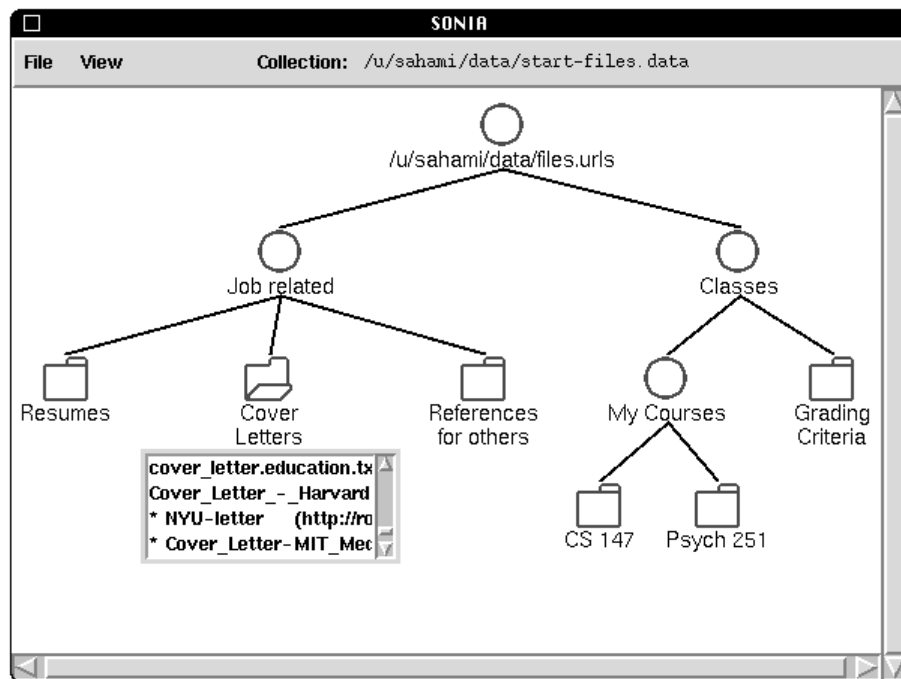 SONIA
File View Collection: /u/sahami/data/start-files.data
/u/sahami/data/files.urls
Job related Classes
Resumes Cover Letters References for others My Courses Grading Criteria
cover_letter.education.tx
Cover_Letter_-_Harvard
* NYU-letter (http://ro
* Cover_Letter-MIT_Med
CS 147 Psych 251